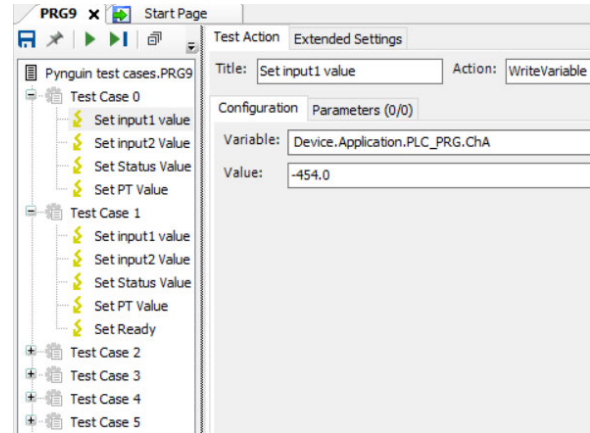 PRG9 x Start Page
Test Action Extended Settings
Title: Set input1 value Action: WriteVariable
Configuration Parameters (0/0)
Variable: Device.Application.PLC_PRG.ChA
Value: -454.0
Pynguin test cases.PRG9
Test Case 0
Set input1 value
Set input2 Value
Set Status Value
Set PT Value
Test Case 1
Set input1 value
Set input2 Value
Set Status Value
Set PT Value
Set Ready
Test Case 2
Test Case 3
Test Case 4
Test Case 5